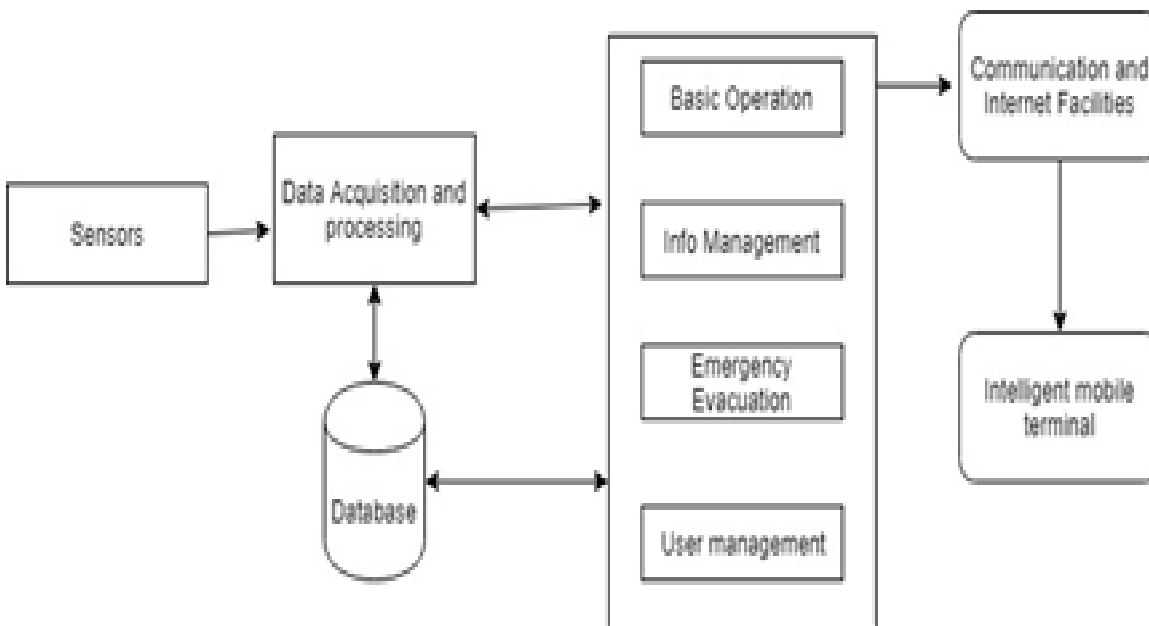 Sensors
Data Acquisition and
processing
Database
Basic Operation
Info Management
Emergency
Evacuation
User management
Communication and
Internet Facilities
Intelligent mobile
terminal